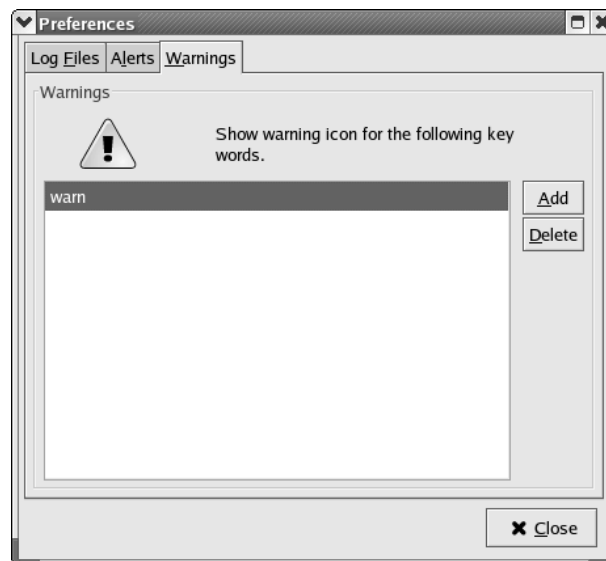 Preferences
Log Files Alerts Warnings
Warnings
Show warning icon for the following key
words.
warn
Add
Delete
Close